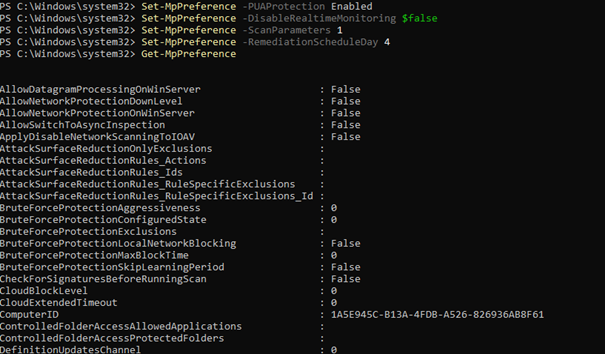 PS C:\Windows\system32> Set-MpPreference -PUAProtection Enabled
PS C:\Windows\system32> Set-MpPreference -DisableRealtimeMonitoring $false
PS C:\Windows\system32> Set-MpPreference -ScanParameters 1
PS C:\Windows\system32> Set-MpPreference -RemediationScheduleDay 4
PS C:\Windows\system32> Get-MpPreference
AllowDatagramProcessingOnWinServer : False
AllowNetworkProtectionDownLevel : False
AllowNetworkProtectionOnWinServer : False
AllowSwitchToAsyncInspection : False
ApplyDisableNetworkScanningToIOAV : False
AttackSurfaceReductionOnlyExclusions :
AttackSurfaceReductionRules_Actions :
AttackSurfaceReductionRules_Ids :
AttackSurfaceReductionRules_RuleSpecificExclusions :
AttackSurfaceReductionRules_RuleSpecificExclusions_Id :
BruteForceProtectionAggressiveness : 0
BruteForceProtectionConfiguredState : 0
BruteForceProtectionExclusions :
BruteForceProtectionLocalNetworkBlocking : False
BruteForceProtectionMaxBlockTime : 0
BruteForceProtectionSkipLearningPeriod : False
CheckForSignaturesBeforeRunningScan : False
CloudBlockLevel : 0
CloudExtendedTimeout : 0
ComputerID : 1A5E945C-B13A-4FDB-A526-826936AB8F61
ControlledFolderAccessAllowedApplications :
ControlledFolderAccessProtectedFolders :
DefinitionUpdatesChannel : 0